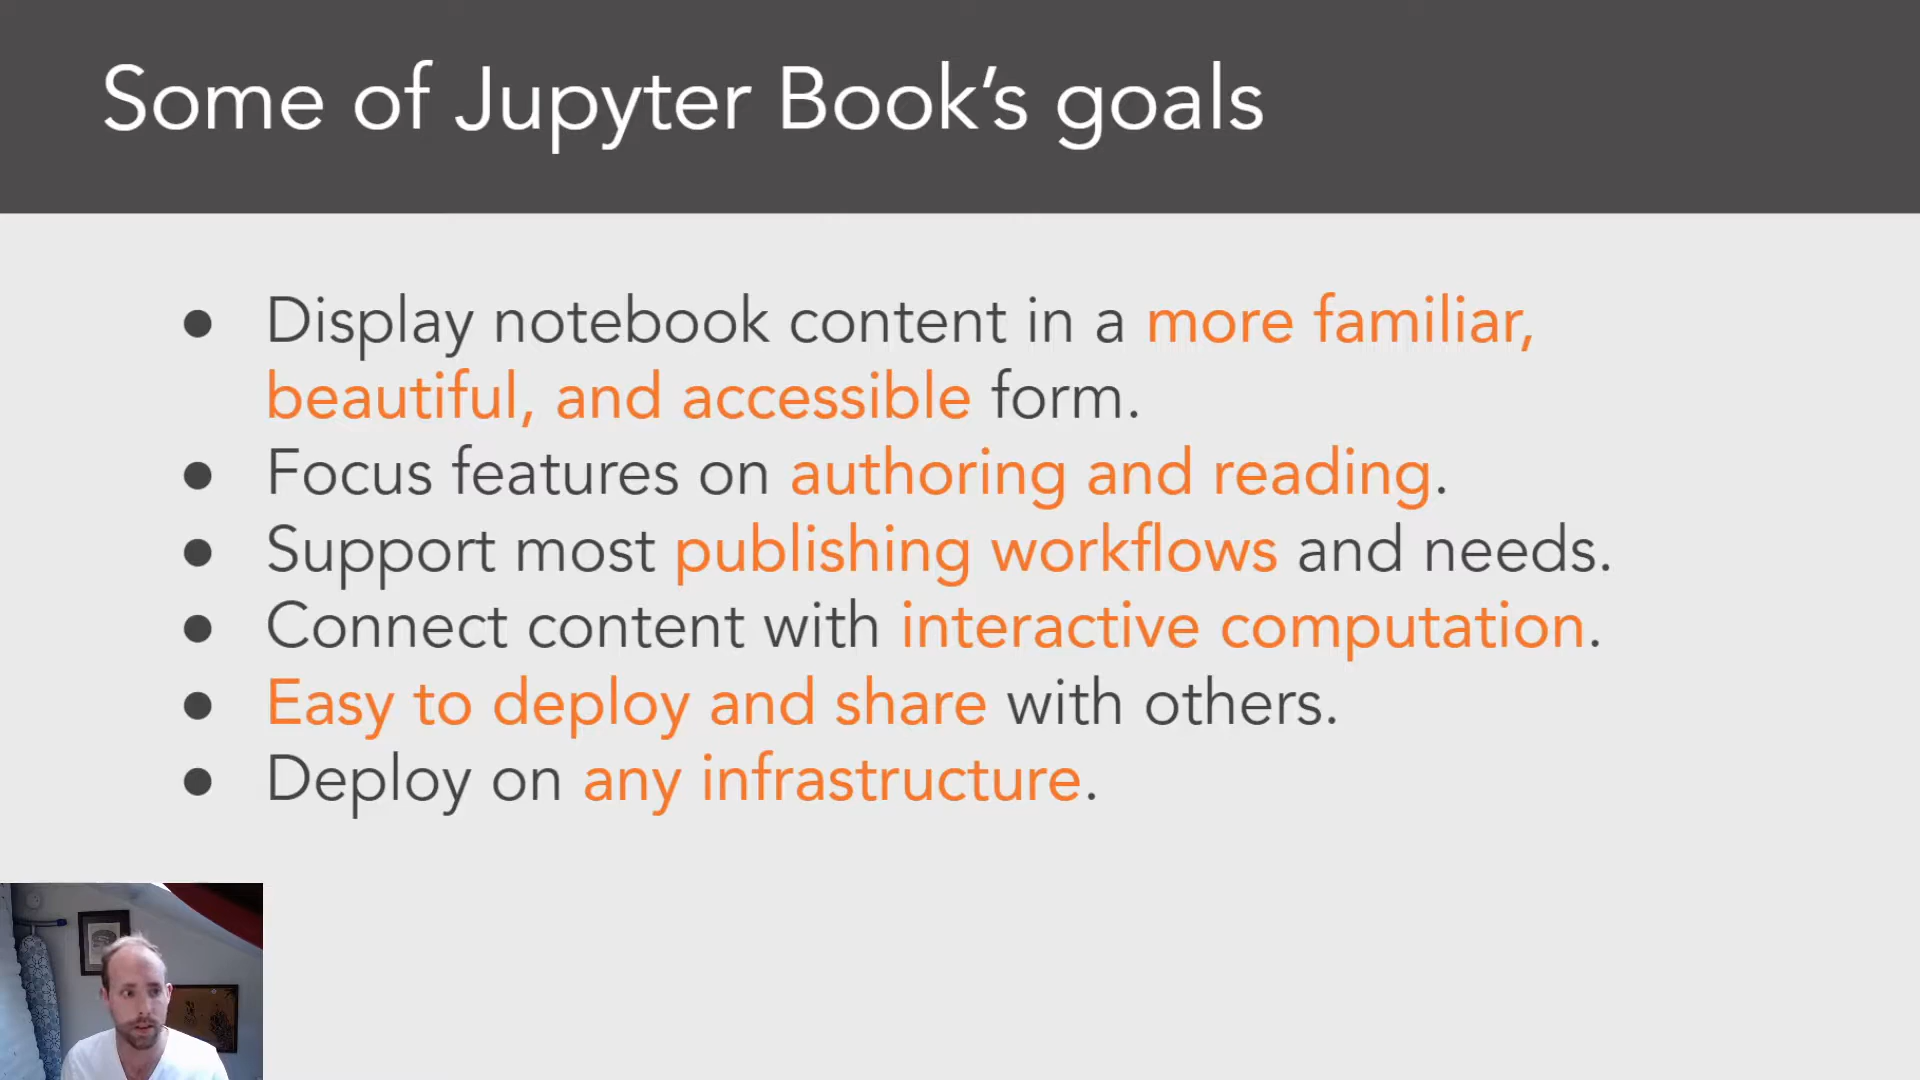 Some of Jupyter Book’s goals
● Display notebook content in a more familiar,
beautiful, and accessible form.
● Focus features on authoring and reading.
● Support most publishing workflows and needs.
● Connect content with interactive computation.
● Easy to deploy and share with others.
● Deploy on any infrastructure.